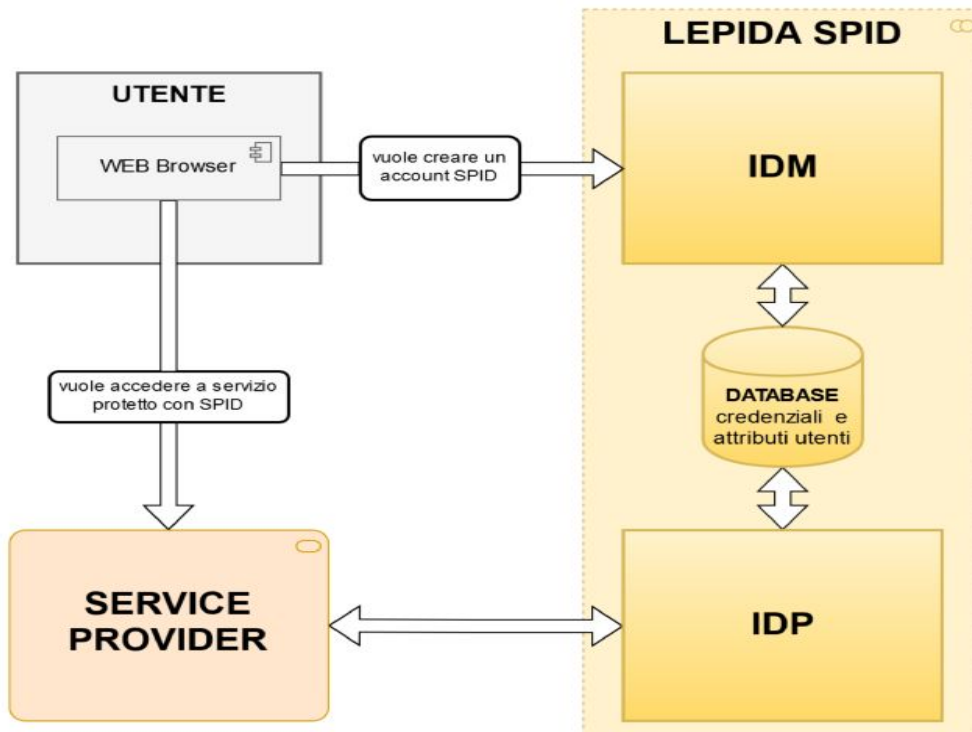 LEPIDA SPID
UTENTE
WEB Browser
vuole creare un
account SPID
IDM
vuole accedere a servizio
protetto con SPID
DATABASE
credenziali e
attributi utenti
SERVICE
PROVIDER
IDP